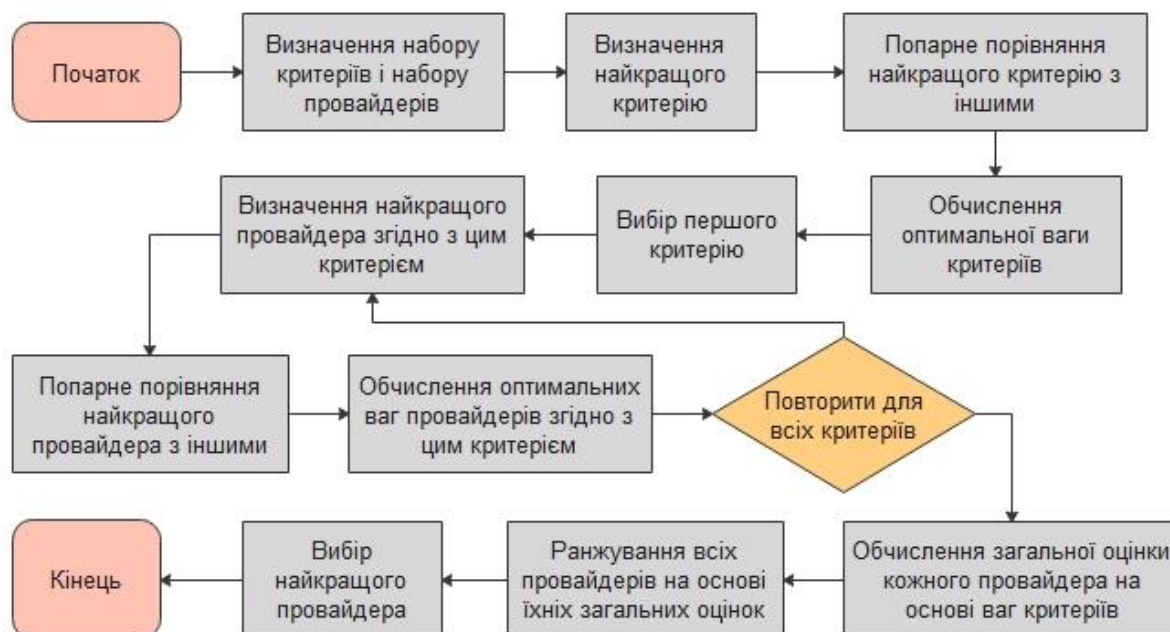 Початок
Визначення набору
критеріїв і набору
провайдерів
Визначення
найкращого
критерію
Попарне порівняння
найкращого критерію з
іншими
Обчислення
оптимальної ваги
критеріїв
Вибір першого
критерію
Визначення найкращого
провайдера згідно з цим
критерієм
Попарне порівняння
найкращого
провайдера з іншими
Обчислення оптимальних
ваг провайдерів згідно з
цим критерієм
Повторити для
всіх критеріїв
Обчислення загальної оцінки
кожного провайдера на
основі ваг критеріїв
Ранжування всіх
провайдерів на основі
їхніх загальних оцінок
Вибір
найкращого
провайдера
Кінець